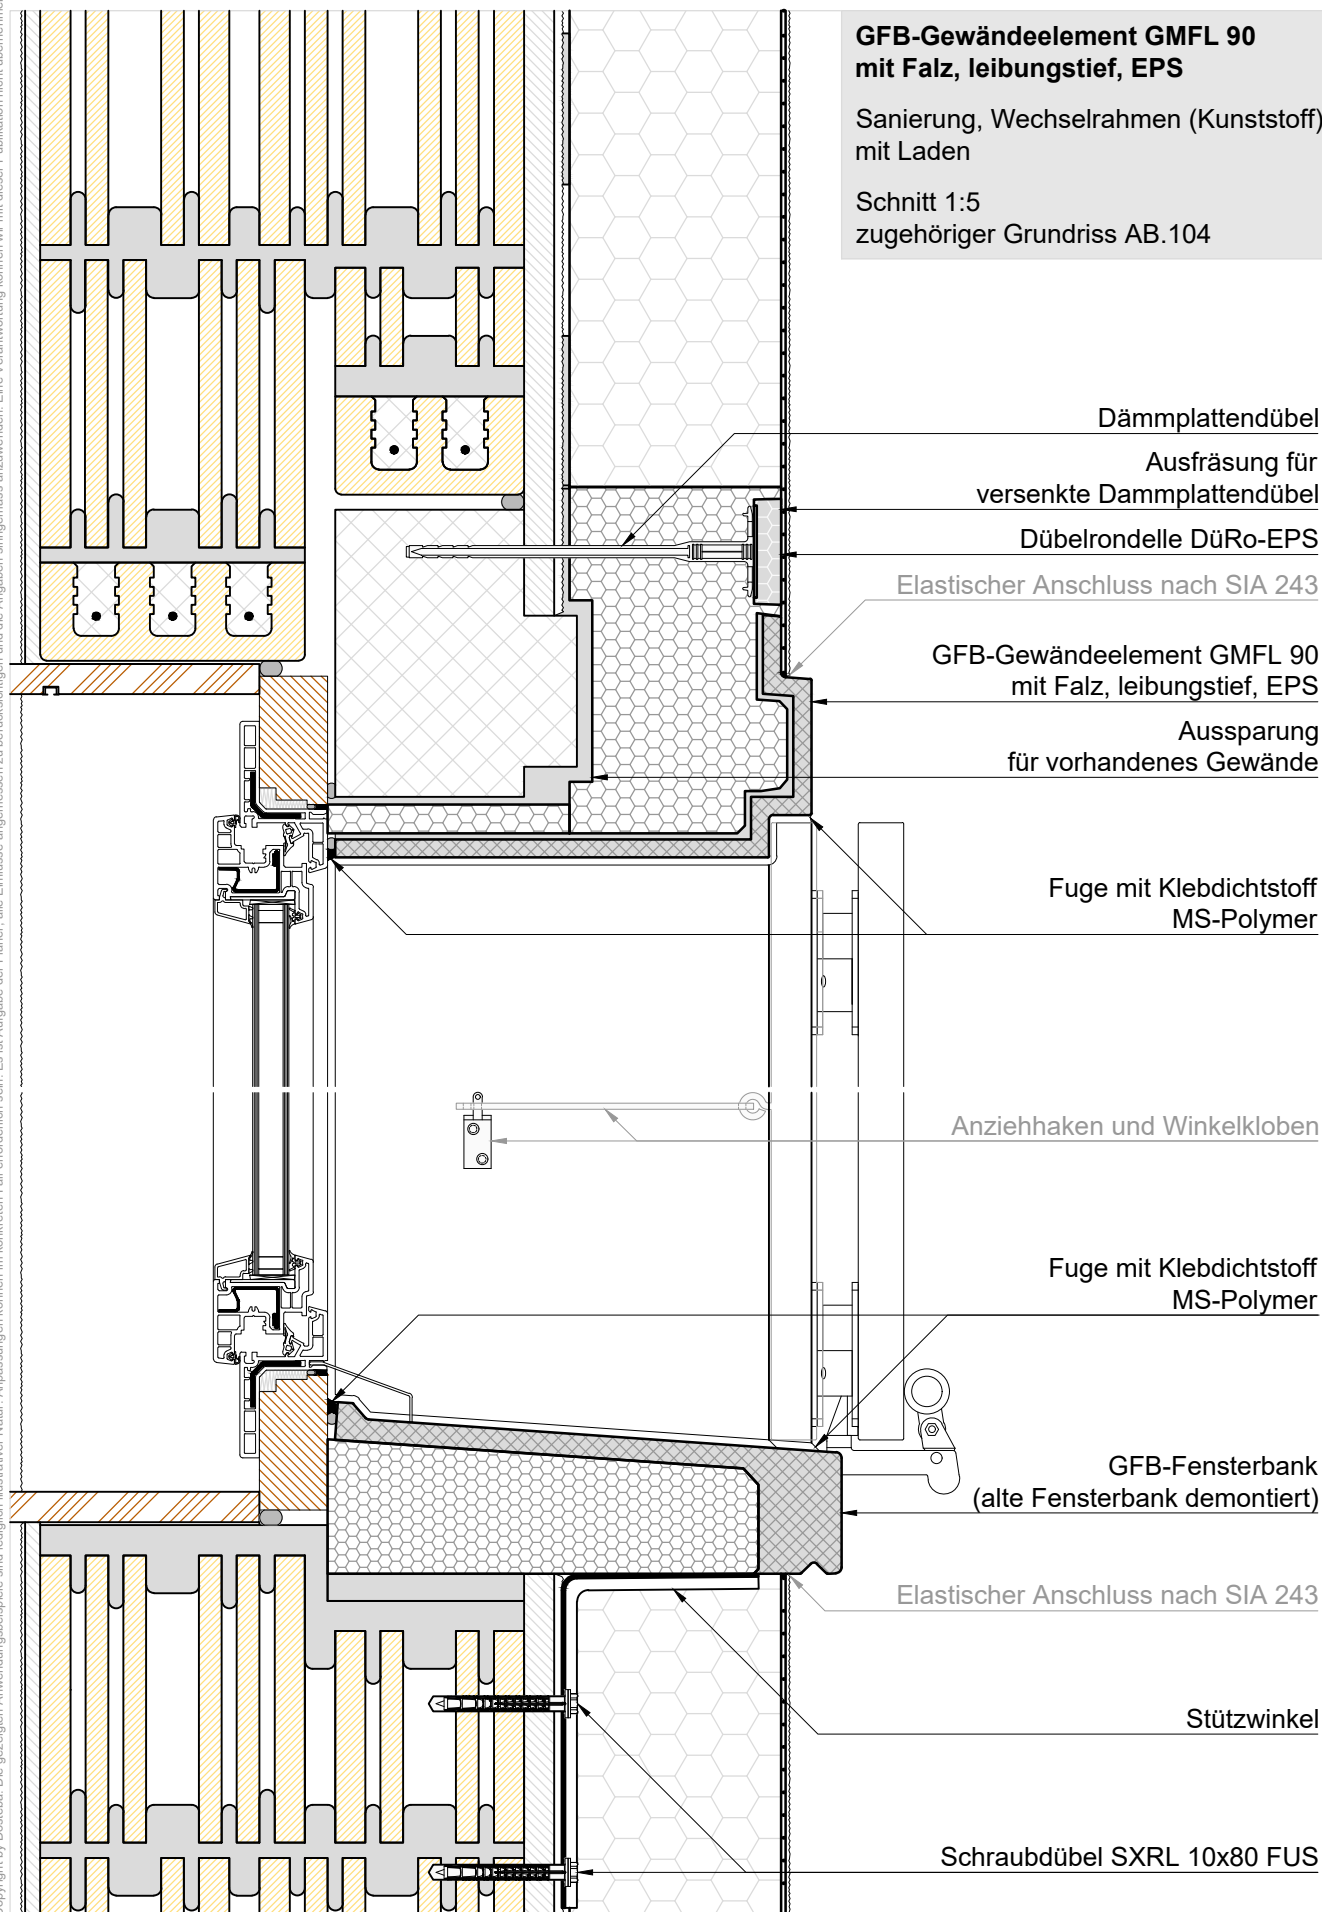 GFB-Gewändeelement GMFL 90
mit Falz, leibungstief, EPS
Sanierung, Wechselrahmen (Kunststoff)
mit Laden
Schnitt 1:5
zugehöriger Grundriss AB.104
Dämmplattendübel
Ausfräsung für
versenkte Dammplattendübel
Dübelrondelle DüRo-EPS
Elastischer Anschluss nach SIA 243
GFB-Gewändeelement GMFL 90
mit Falz, leibungstief, EPS
Aussparung
für vorhandenes Gewände
Fuge mit Klebdichtstoff
MS-Polymer
Anziehhaken und Winkelkloben
Fuge mit Klebdichtstoff
MS-Polymer
GFB-Fensterbank
(alte Fensterbank demontiert)
Elastischer Anschluss nach SIA 243
Stützwinkel
Schraubdübel SXRL 10x80 FUS